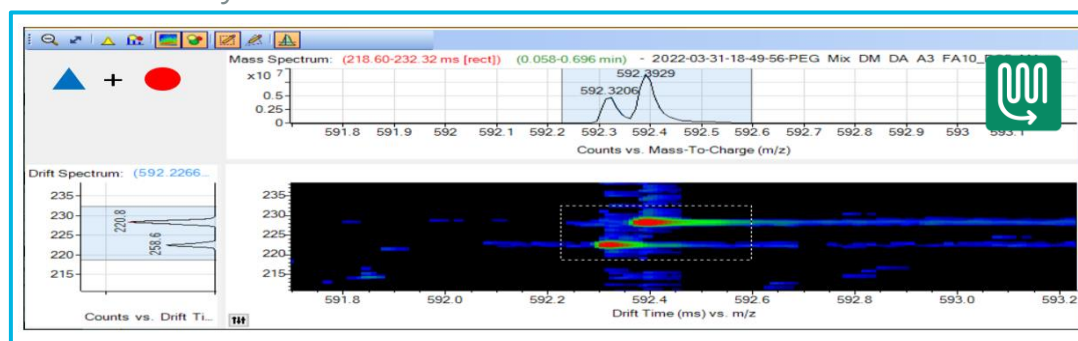 +
Mass Spectrum: (218.60-232.32 ms [rect]) (0.058-0.696 min) - 2022-03-31-18-49-56-PEG Mix DM DA A3 FA10_
x10 7
592.3929
592.3206
0.5
0.25
0
591.8 591.9 592 592.1 592.2 592.3 592.4 592.5 592.6 592.7 592.8 592.9 593 593.1
Counts vs. Mass-To-Charge (m/z)
Drift Spectrum: (592.2266...
235
230
225
220
215
220.8
258.6
Counts vs. Drift Ti...
235
230
225
220
215
591.8 592.0 592.2 592.4 592.6 592.8 593.0 593.2
Drift Time (ms) vs. m/z